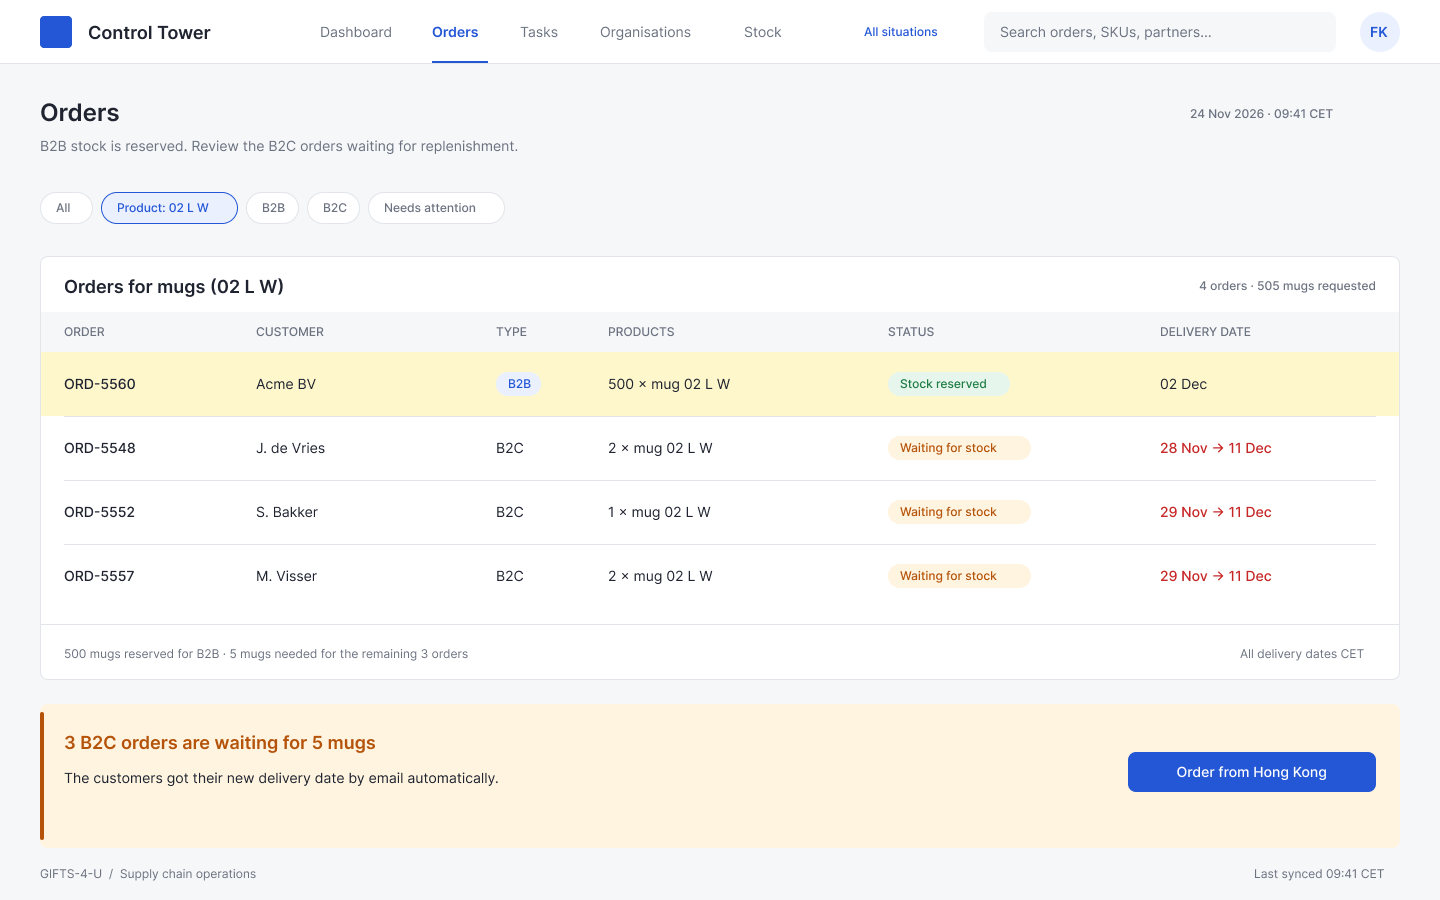 Control Tower
Dashboard Orders Tasks Organisations Stock All situations Search orders, SKUs, partners... FK
Orders
24 Nov 2026 · 09:41 CET
B2B stock is reserved. Review the B2C orders waiting for replenishment.
All Product: 02 L W B2B B2C Needs attention
Orders for mugs (02 L W) 4 orders · 505 mugs requested
ORDER CUSTOMER TYPE PRODUCTS STATUS DELIVERY DATE
ORD-5560 Acme BV B2B 500 × mug 02 L W Stock reserved 02 Dec
ORD-5548 J. de Vries B2C 2 × mug 02 L W Waiting for stock 28 Nov → 11 Dec
ORD-5552 S. Bakker B2C 1 × mug 02 L W Waiting for stock 29 Nov → 11 Dec
ORD-5557 M. Visser B2C 2 × mug 02 L W Waiting for stock 29 Nov → 11 Dec
500 mugs reserved for B2B · 5 mugs needed for the remaining 3 orders All delivery dates CET
3 B2C orders are waiting for 5 mugs
The customers got their new delivery date by email automatically.
Order from Hong Kong
GIFTS-4-U / Supply chain operations Last synced 09:41 CET